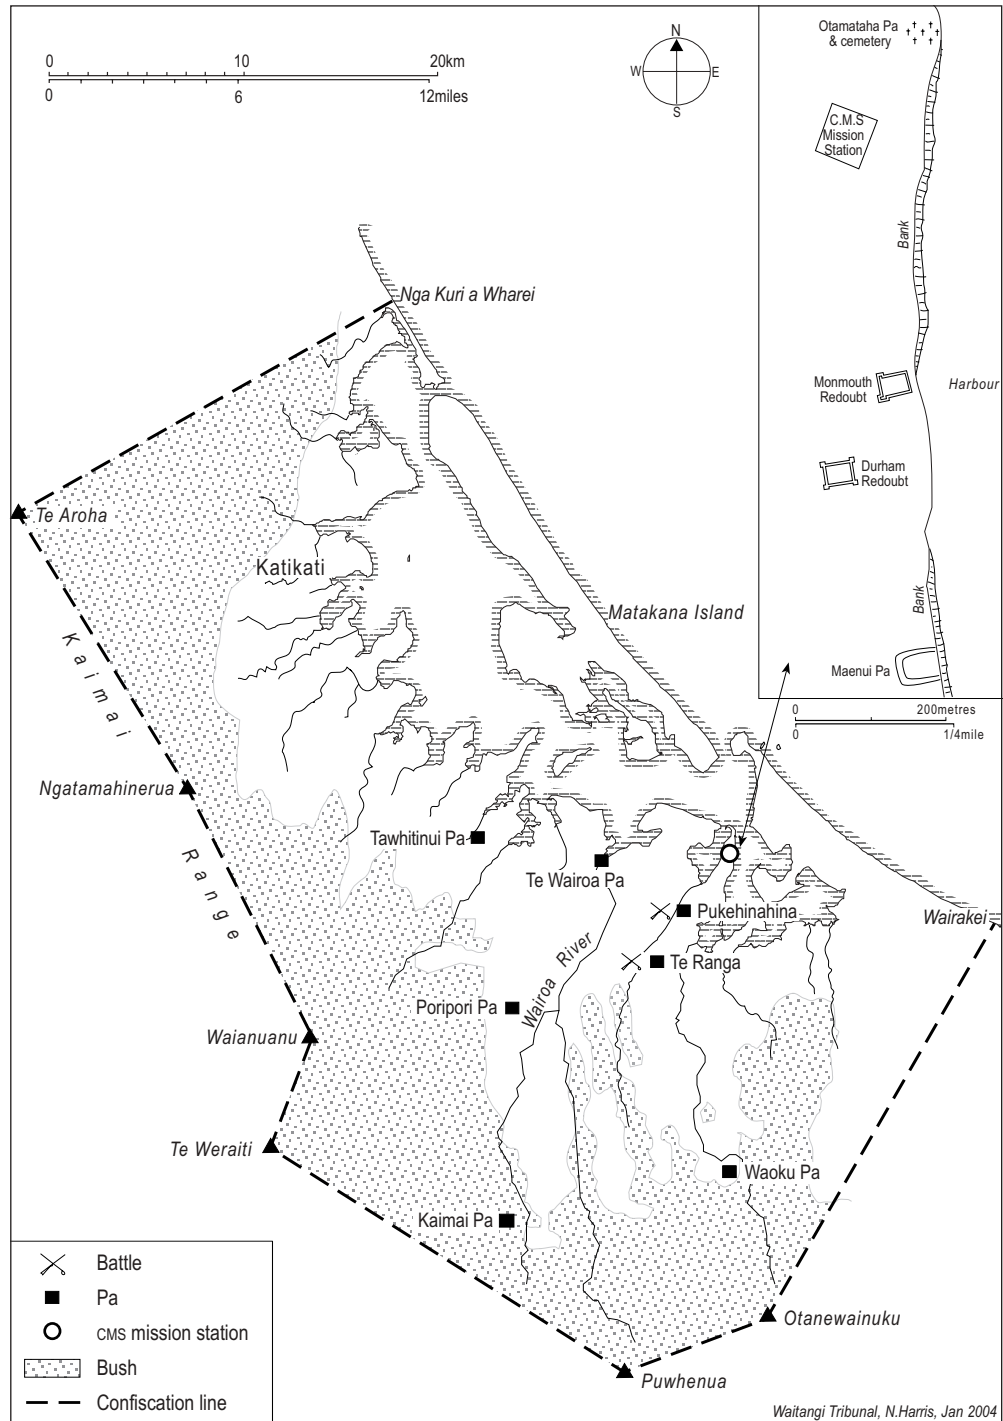 0 10 20km
0 6 12miles
N
W E
S
Otamataha Pa
& cemetery
C.M.S
Mission
Station
Bank
Monmouth
Redoubt
Harbour
Durham
Redoubt
Bank
Maenui Pa
0 200metres
0 1/4mile
Nga Kuri a Wharei
Te Aroha
Katikati
Matakana Island
Kaimai
Range
Ngatamahinerua
Tawhitinui Pa
Te Wairoa Pa
Pukehinahina
Wairakei
Te Ranga
Wairoa River
Poripori Pa
Waianuanu
Te Weraiti
Waoku Pa
Kaimai Pa
Otanewainuku
Puwhenua
Battle
Pa
CMS mission station
Bush
Confiscation line
Waitangi Tribunal, N.Harris, Jan 2004